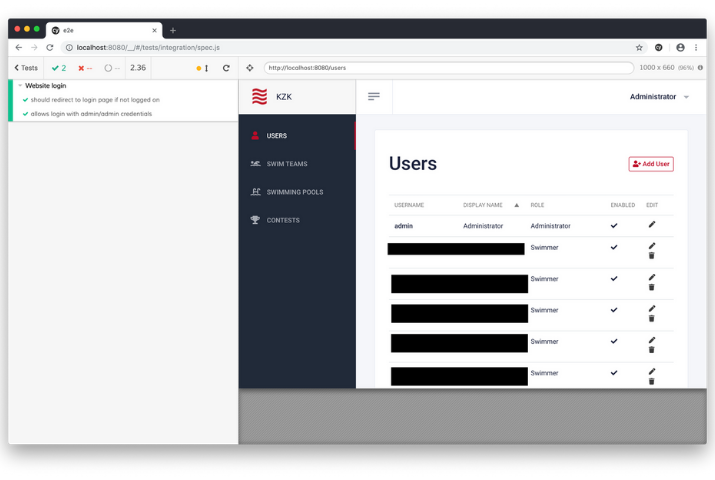 cy e2e
localhost:8080/__/#/tests/integration/spec.js
Tests 2 -- -- 2.36
http://localhost:8080/users
1000 x 660 (66%)
Website login
should redirect to login page if not logged on
allows login with admin/admin credentials
KZK
Administrator
USERS
SWIM TEAMS
SWIMMING POOLS
CONTESTS
Users
Add User
USERNAME DISPLAY NAME ROLE ENABLED EDIT
admin Administrator Administrator
Swimmer
Swimmer
Swimmer
Swimmer
Swimmer